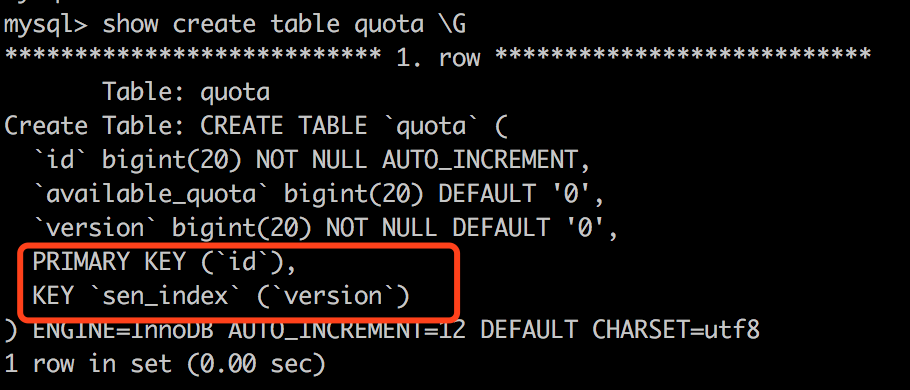 mysql> show create table quota \G
*************************** 1. row ***************************
Table: quota
Create Table: CREATE TABLE `quota` (
`id` bigint(20) NOT NULL AUTO_INCREMENT,
`available_quota` bigint(20) DEFAULT '0',
`version` bigint(20) NOT NULL DEFAULT '0',
PRIMARY KEY (`id`),
KEY `sen_index` (`version`)
) ENGINE=InnoDB AUTO_INCREMENT=12 DEFAULT CHARSET=utf8
1 row in set (0.00 sec)